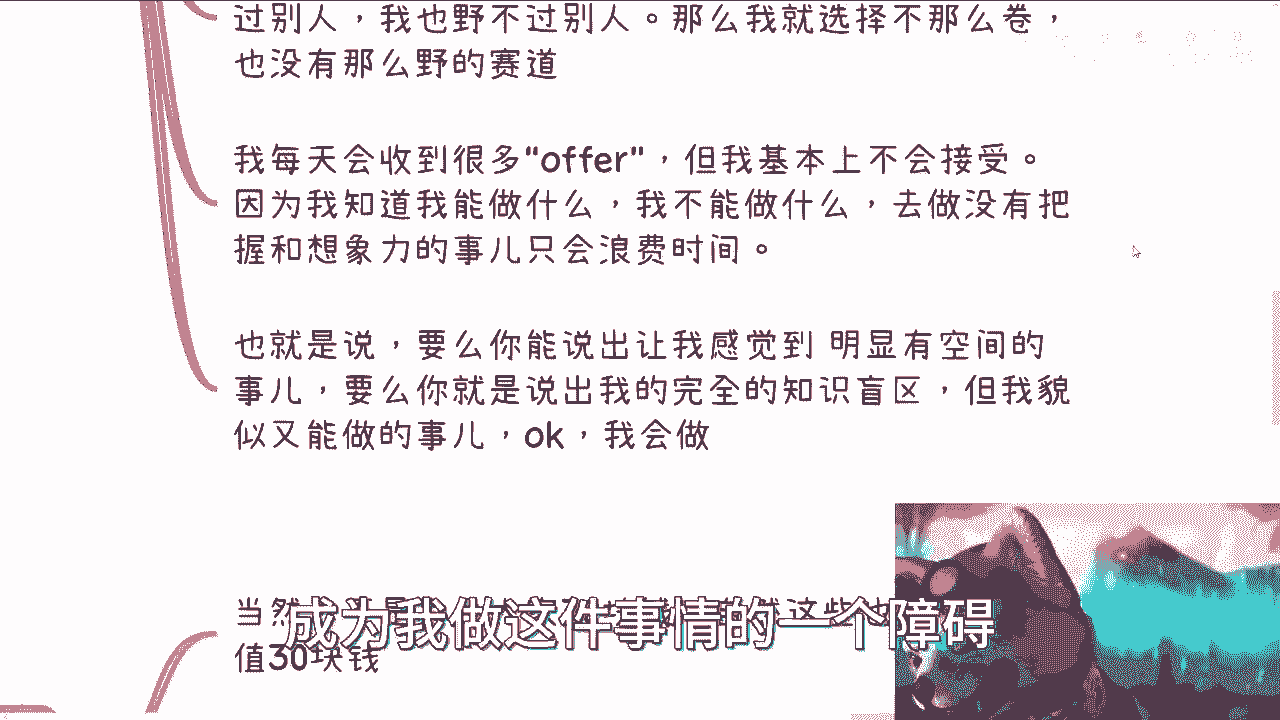 过别人，我也野不过别人。那么我就选择不那么卷，
也没有那么野的赛道
我每天会收到很多"offer"，但我基本上不会接受。
因为我知道我能做什么，我不能做什么，去做没有把
握和想象力的事儿只会浪费时间。
也就是说，要么你能说出让我感觉到 明显有空间的
事儿，要么你就是说出我的完全的知识盲区，但我貌
似又能做的事儿，ok，我会做
当然
这些
成为我做这件事情的一个障碍
值30块钱